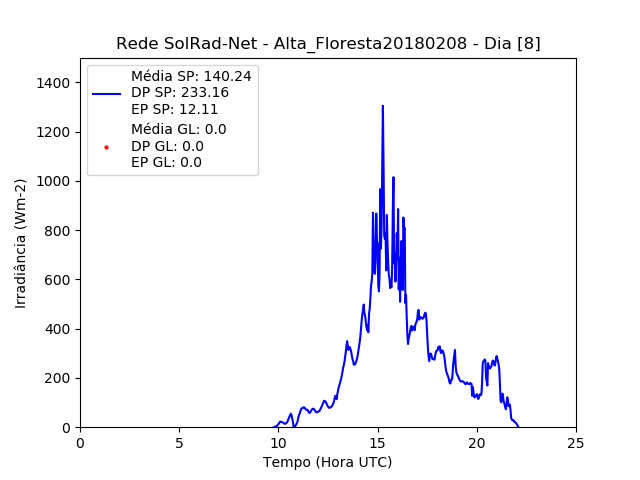 Rede SolRad-Net - Alta_Floresta20180208 - Dia [8]
Média SP: 140.24
DP SP: 233.16
EP SP: 12.11
Média GL: 0.0
DP GL: 0.0
EP GL: 0.0
Irradiância (Wm-2)
1400
1200
1000
800
600
400
200
0
0 5 10 15 20 25
Tempo (Hora UTC)